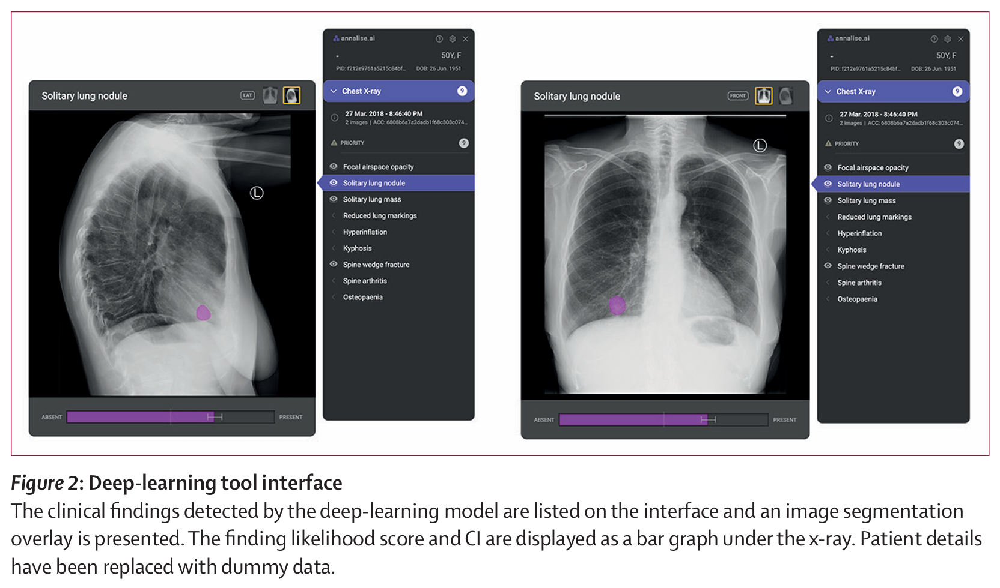 annalise.ai
-
50Y, F
PID: f212e9761a5215c84bf...
DOB: 26 Jun. 1951
Solitary lung nodule
LAT
Chest X-ray
9
27 Mar. 2018 - 8:46:40 PM
2 images | ACC: 6808b6a7a2dadb1f68c303c074...
PRIORITY
9
Focal airspace opacity
Solitary lung nodule
Solitary lung mass
Reduced lung markings
Hyperinflation
Kyphosis
Spine wedge fracture
Spine arthritis
Osteopaenia
L
ABSENT
PRESENT
annalise.ai
-
50Y, F
PID: f212e9761a5215c84bf...
DOB: 26 Jun. 1951
Solitary lung nodule
FRONT
Chest X-ray
9
27 Mar. 2018 - 8:46:40 PM
2 images | ACC: 6808b6a7a2dadb1f68c303c074...
PRIORITY
9
Focal airspace opacity
Solitary lung nodule
Solitary lung mass
Reduced lung markings
Hyperinflation
Kyphosis
Spine wedge fracture
Spine arthritis
Osteopaenia
L
ABSENT
PRESENT
Figure 2: Deep-learning tool interface
The clinical findings detected by the deep-learning model are listed on the interface and an image segmentation
overlay is presented. The finding likelihood score and CI are displayed as a bar graph under the x-ray. Patient details
have been replaced with dummy data.